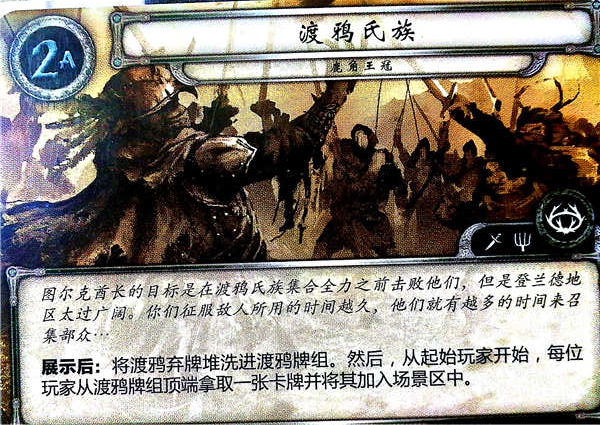 2A
渡鸦氏族
鹿角王冠
图尔克酋长的目标是在渡鸦氏族集合全力之前击败他们，但是登兰德地
区太过广阔。你们征服敌人所用的时间越久，他们就有越多的时间来召
集部众…
展示后：将渡鸦弃牌堆洗进渡鸦牌组。然后，从起始玩家开始，每位
玩家从渡鸦牌组顶端拿取一张卡牌并将其加入场景区中。